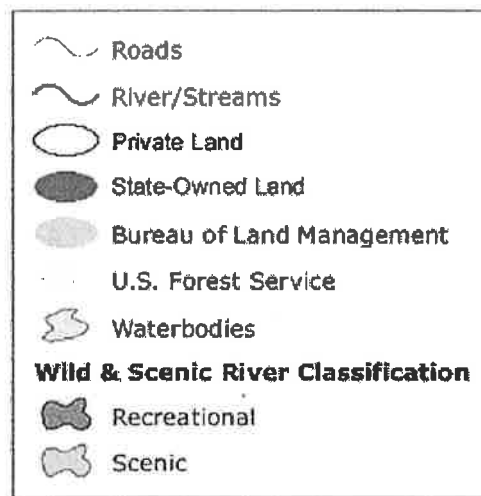 Roads
River/Streams
Private Land
State-Owned Land
Bureau of Land Management
U.S. Forest Service
Waterbodies
Wild & Scenic River Classification
Recreational
Scenic